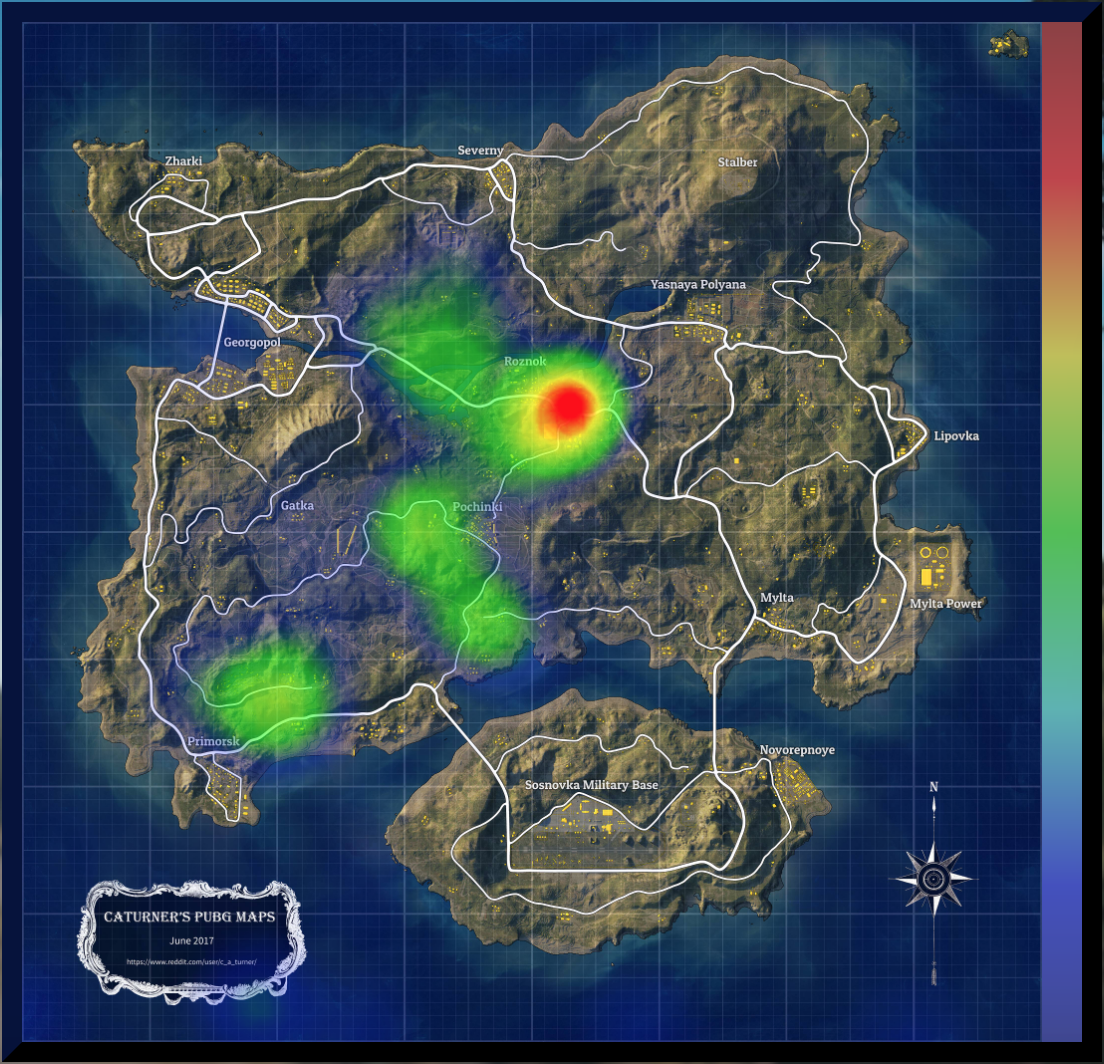 Severny
Zharki
Stalber
Yasnaya Polyana
Georgopol
Roznok
Lipovka
Gatka
Pochinki
Mylta
Mylta Power
Primorsk
Novorepnoye
Sosnovka Military Base
N
CATURNER'S PUBG MAPS
June 2017
https://www.reddit.com/user/c_a_turner/